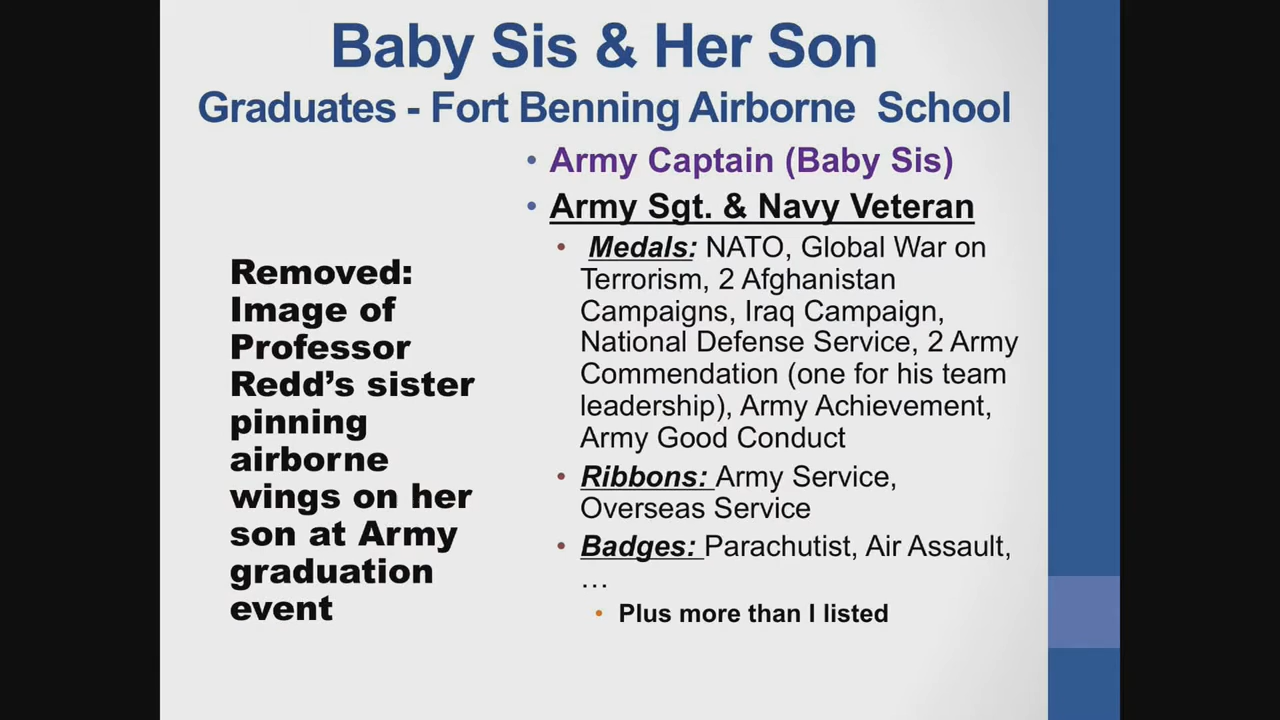 Baby Sis & Her Son
Graduates - Fort Benning Airborne School
Removed:
Image of
Professor
Redd’s sister
pinning
airborne
wings on her
son at Army
graduation
event
• Army Captain (Baby Sis)
• Army Sgt. & Navy Veteran
• Medals: NATO, Global War on
Terrorism, 2 Afghanistan
Campaigns, Iraq Campaign,
National Defense Service, 2 Army
Commendation (one for his team
leadership), Army Achievement,
Army Good Conduct
• Ribbons: Army Service,
Overseas Service
• Badges: Parachutist, Air Assault,
…
• Plus more than I listed